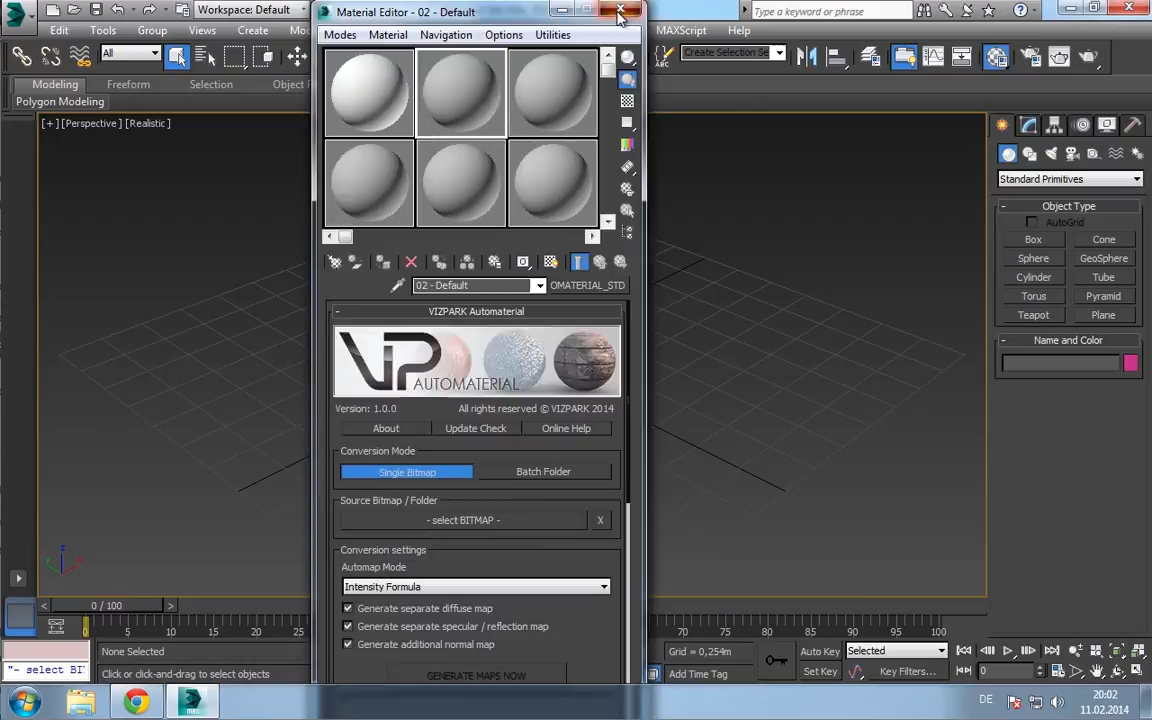 Workspace: Default
Material Editor - 02 - Default
Type a keyword or phrase
Edit Tools Group Views Create
Modes Material Navigation Options Utilities
MAXScript
All
Create Selection Se
Modeling Freeform Selection Object
Polygon Modeling
[+] [Perspective] [Realistic]
Standard Primitives
- Object Type
AutoGrid
Box Cone
Sphere GeoSphere
Cylinder Tube
Torus Pyramid
Teapot Plane
- Name and Color
02 - Default
OMATERIAL_STD
- VIZPARK Automaterial
VP AUTOMATERIAL
Version: 1.0.0 All rights reserved © VIZPARK 2014
About Update Check Online Help
Conversion Mode
Single Bitmap Batch Folder
Source Bitmap / Folder
- select BITMAP - X
Conversion settings
Automap Mode
Intensity Formula
Generate separate diffuse map
Generate separate specular / reflection map
Generate additional normal map
GENERATE MAPS NOW
z
< 0 / 100 >
0 5 10 15 20 25
70 75 80 85 90 95 100
None Selected
Click or click-and-drag to select objects
"- select BI
Grid = 0,254m
Add Time Tag
Auto Key Selected
Set Key Key Filters...
0
max
DE
20:02
11.02.2014